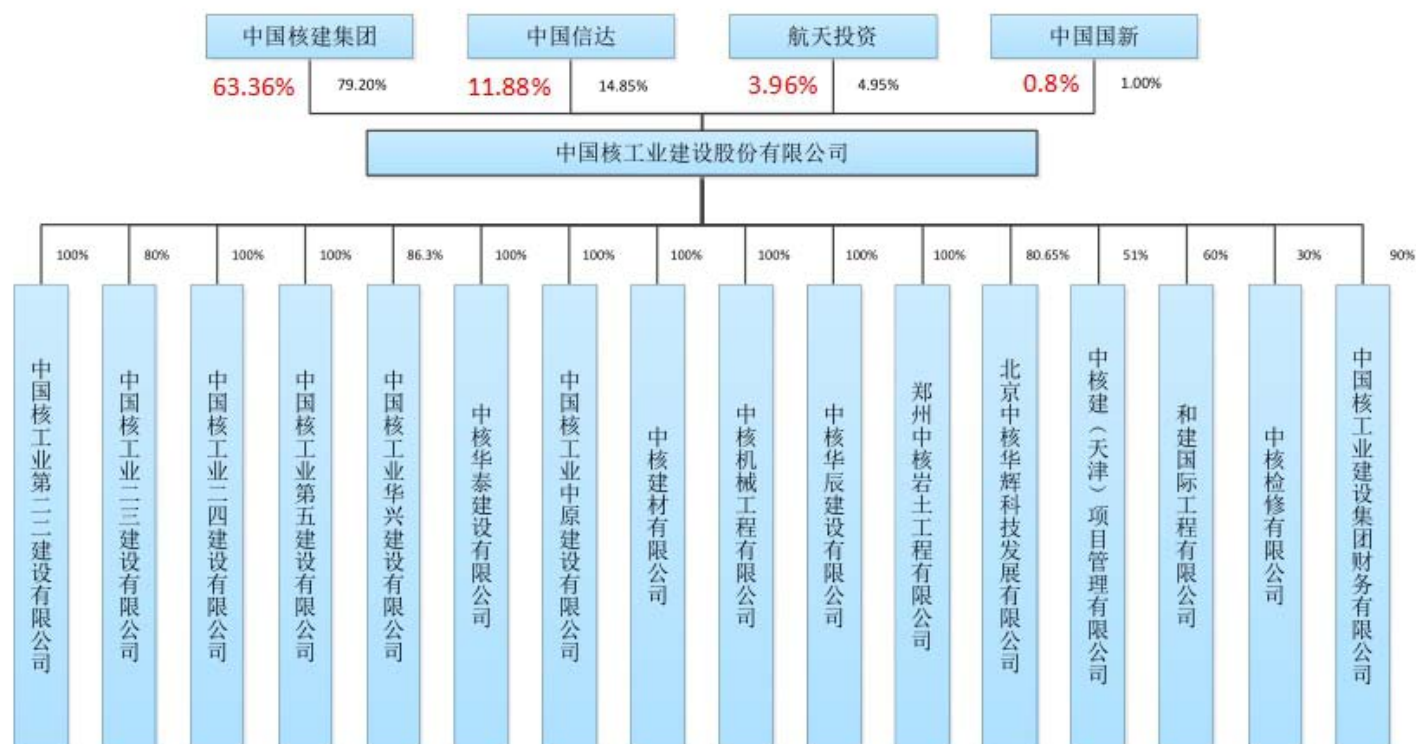 中国核建集团
中国信达
航天投资
中国国新
63.36%
79.20%
11.88%
14.85%
3.96%
4.95%
0.8%
1.00%
中国核工业建设股份有限公司
100%
80%
100%
100%
86.3%
100%
100%
100%
100%
100%
100%
80.65%
51%
60%
30%
90%
中国核工业第二二建设有限公司
中国核工业二三建设有限公司
中国核工业二四建设有限公司
中国核工业第五建设有限公司
中国核工业华兴建设有限公司
中核华泰建设有限公司
中国核工业中原建设有限公司
中核建材有限公司
中核机械工程有限公司
中核华辰建设有限公司
郑州中核岩土工程有限公司
北京中核华辉科技发展有限公司
中核建（天津）项目管理有限公司
和建国际工程有限公司
中核检修有限公司
中国核工业建设集团财务有限公司